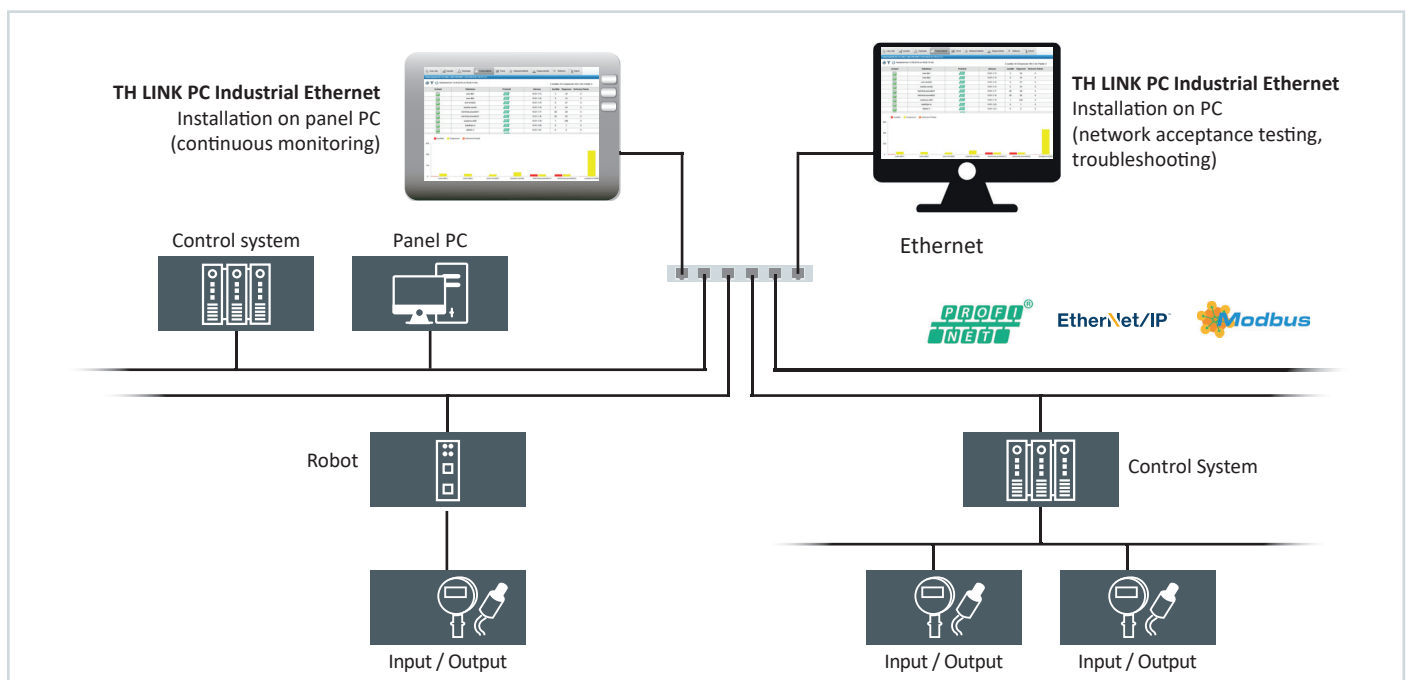 TH LINK PC Industrial Ethernet
Installation on panel PC
(continuous monitoring)
TH LINK PC Industrial Ethernet
Installation on PC
(network acceptance testing,
troubleshooting)
Control system
Panel PC
Ethernet
PROFI
NET
®
EtherNet/IP
Modbus
Robot
Control System
Input / Output
Input / Output
Input / Output